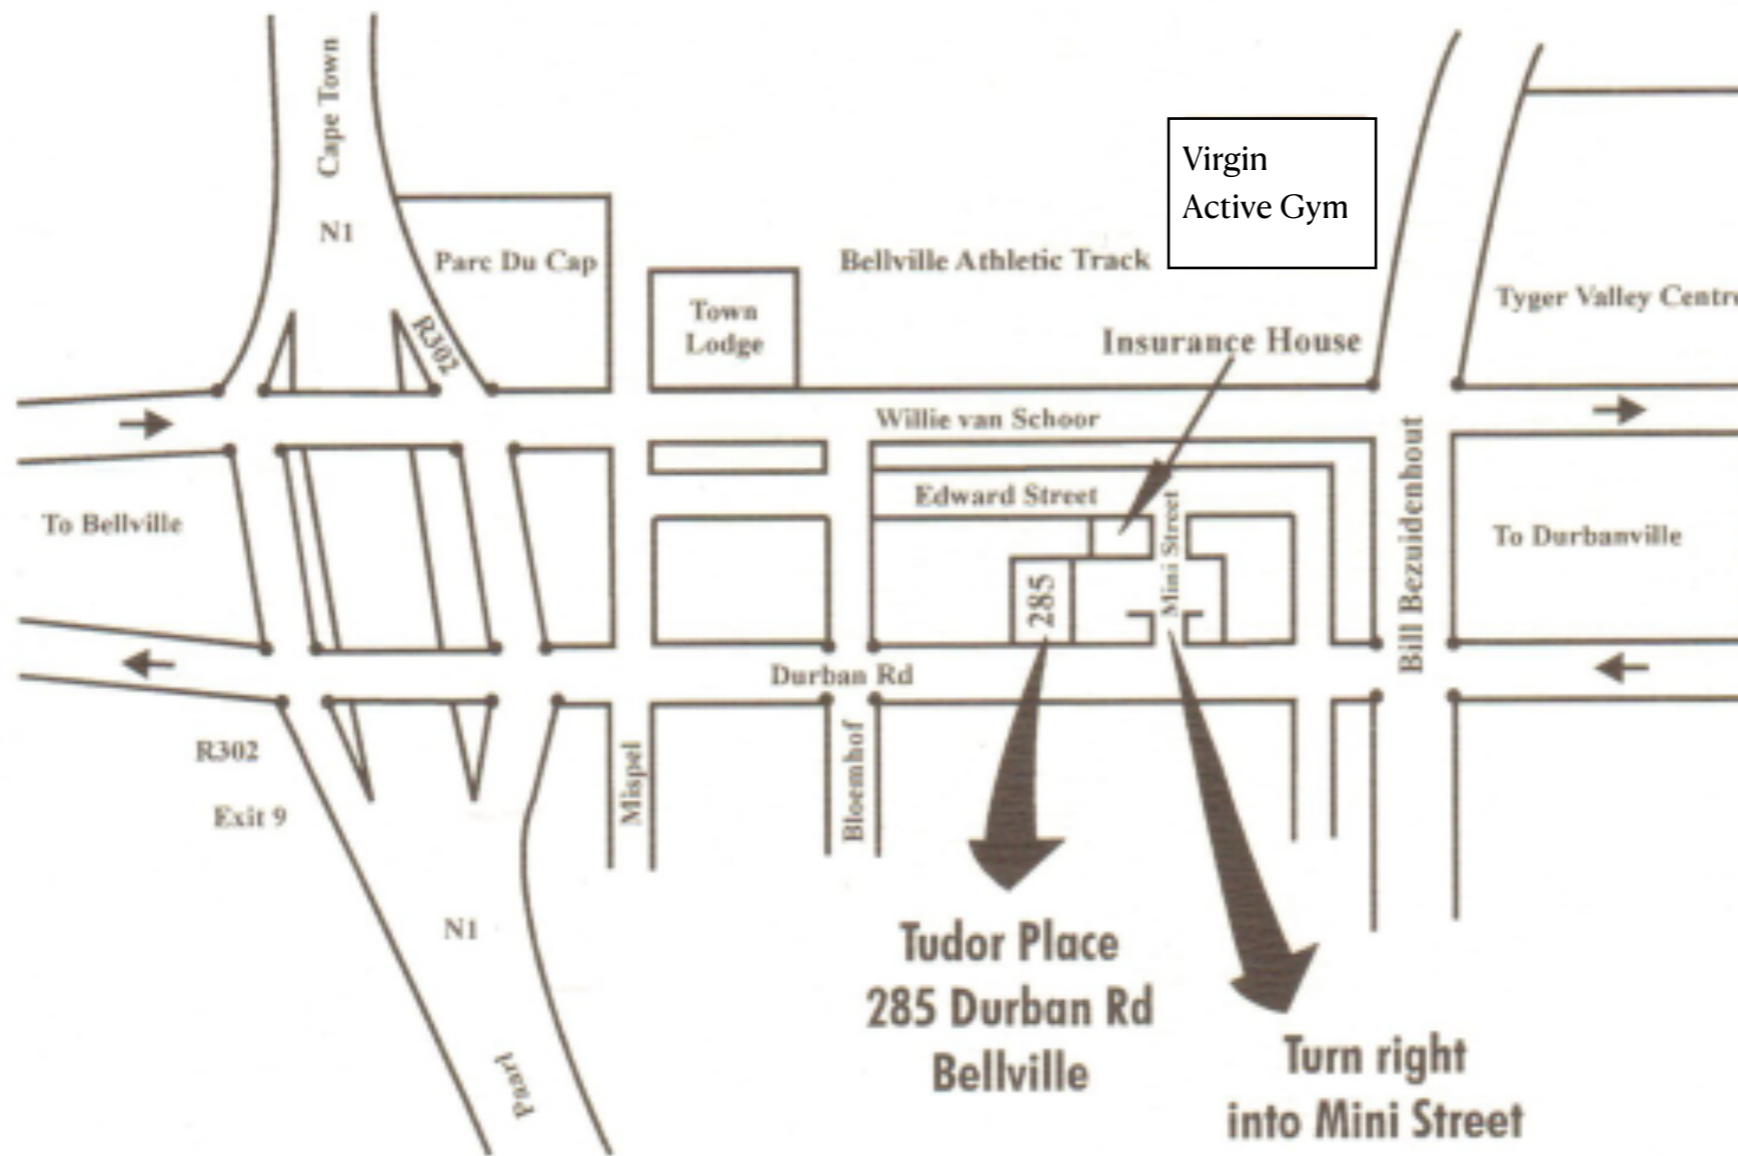 Cape Town
N1
Virgin
Active Gym
Parc Du Cap
Bellville Athletic Track
R302
Town
Lodge
Tyger Valley Centre
Insurance House
Willie van Schoor
Edward Street
Mini Street
Bill Bezuidenhout
To Bellville
To Durbanville
285
Durban Rd
R302
Exit 9
Mispel
Bloemhof
N1
Paarl
Tudor Place
285 Durban Rd
Bellville
Turn right
into Mini Street